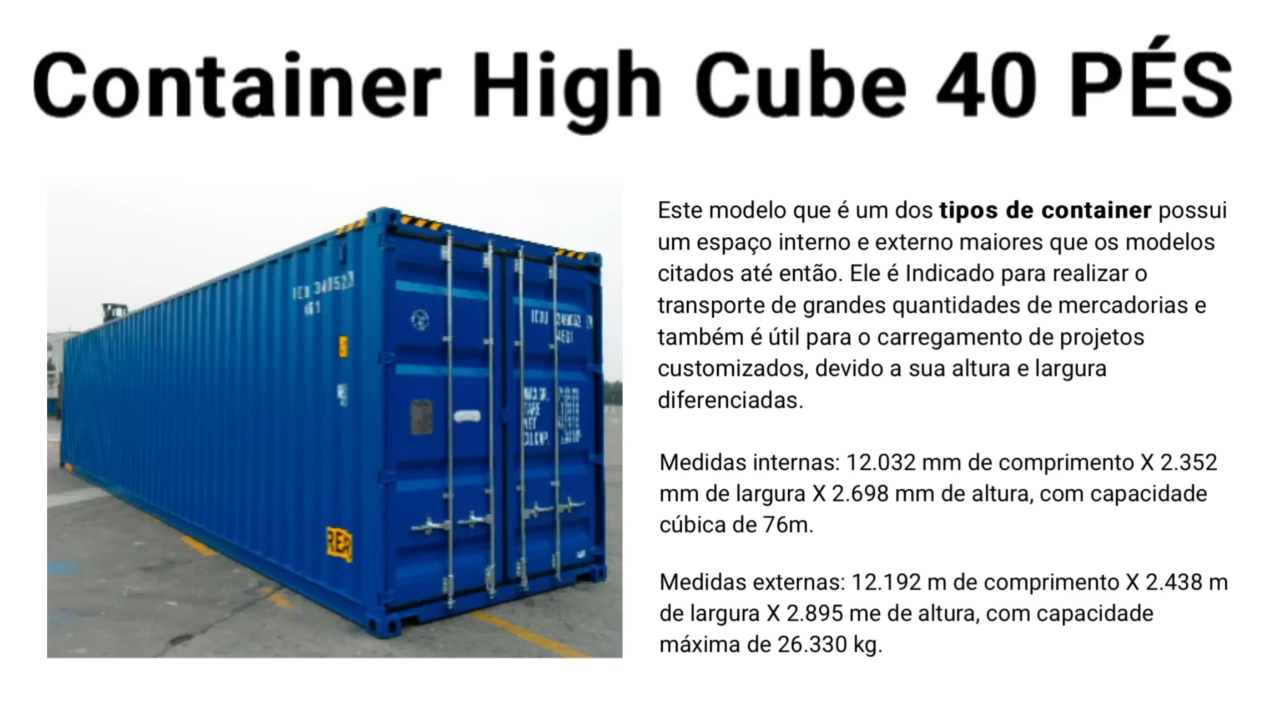 Container High Cube 40 PÉS
Este modelo que é um dos tipos de container possui
um espaço interno e externo maiores que os modelos
citados até então. Ele é Indicado para realizar o
transporte de grandes quantidades de mercadorias e
também é útil para o carregamento de projetos
customizados, devido a sua altura e largura
diferenciadas.
Medidas internas: 12.032 mm de comprimento X 2.352
mm de largura X 2.698 mm de altura, com capacidade
cúbica de 76m.
Medidas externas: 12.192 m de comprimento X 2.438 m
de largura X 2.895 me de altura, com capacidade
máxima de 26.330 kg.